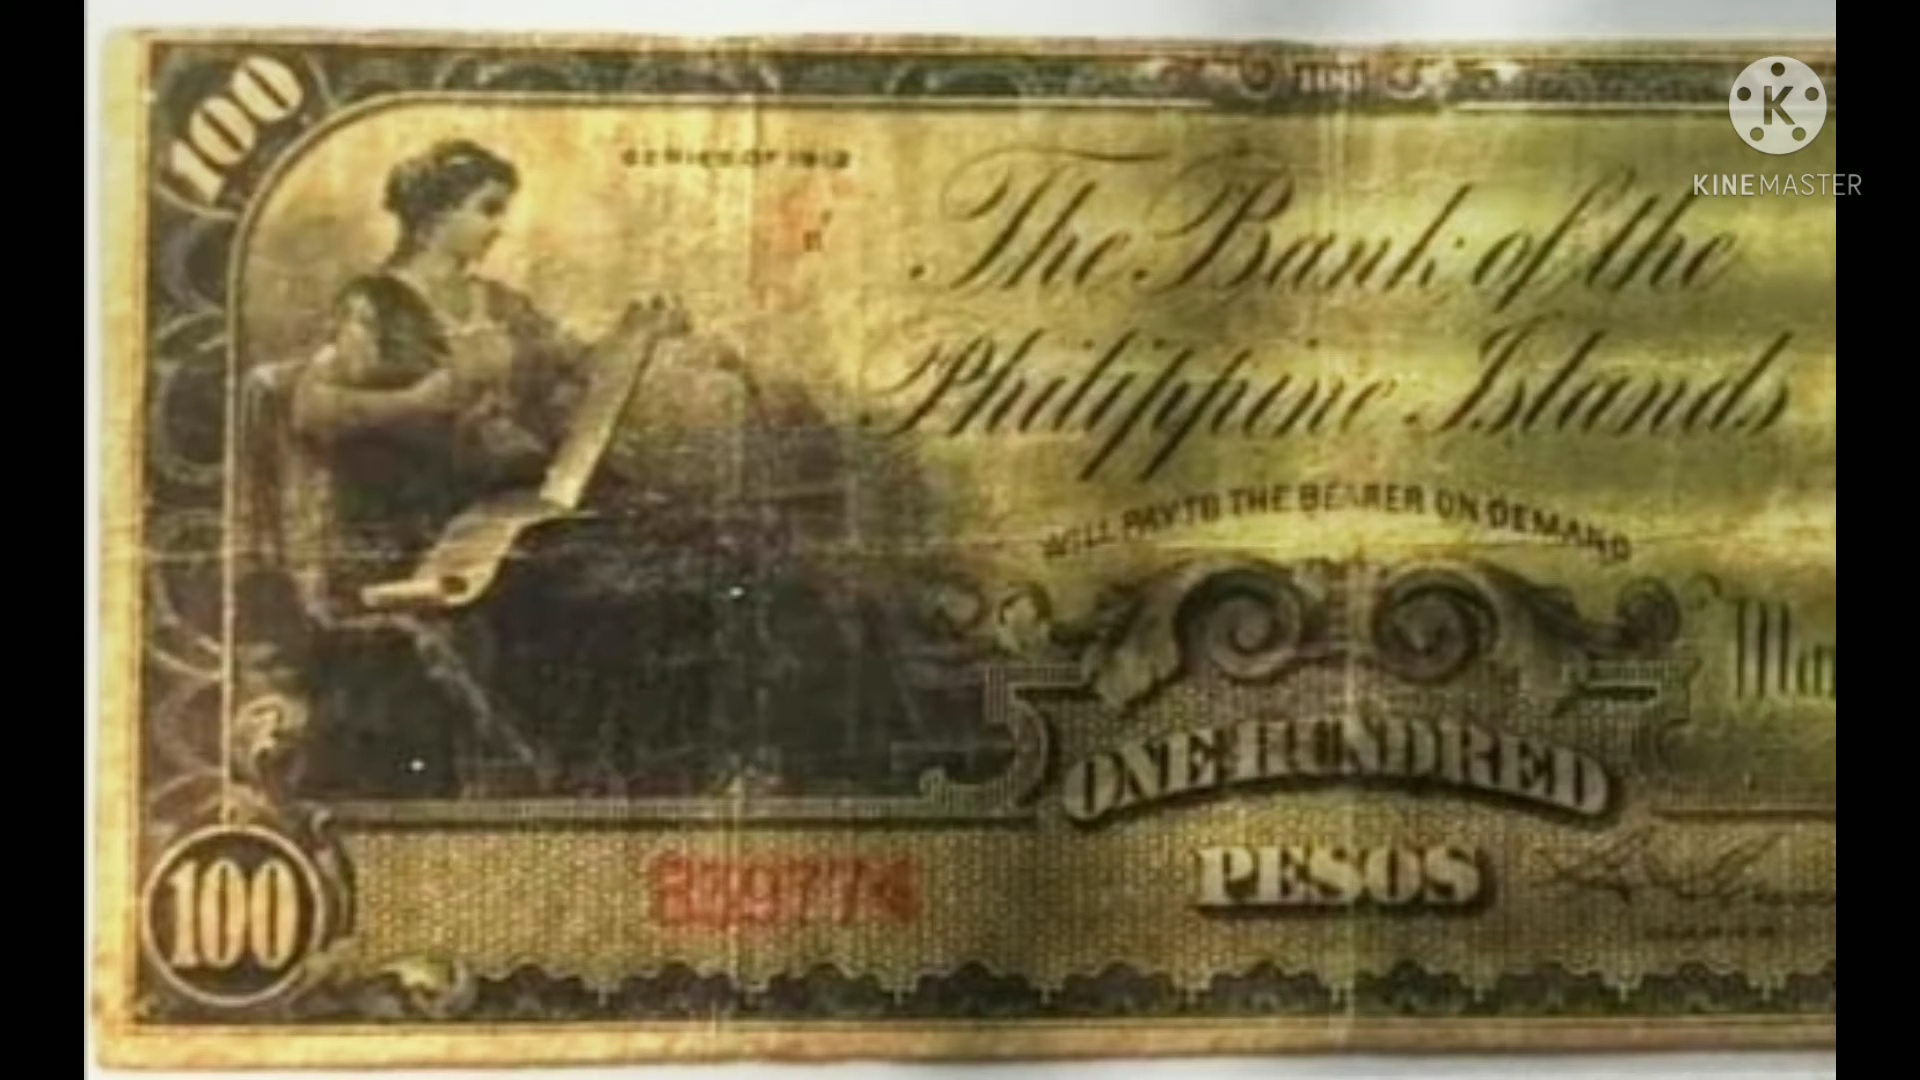 100
100
SERIES OF 1912
KINEMASTER
The Bank of the
Philippine Islands
WILL PAY TO THE BEARER ON DEMAND
ONE HUNDRED
PESOS
100